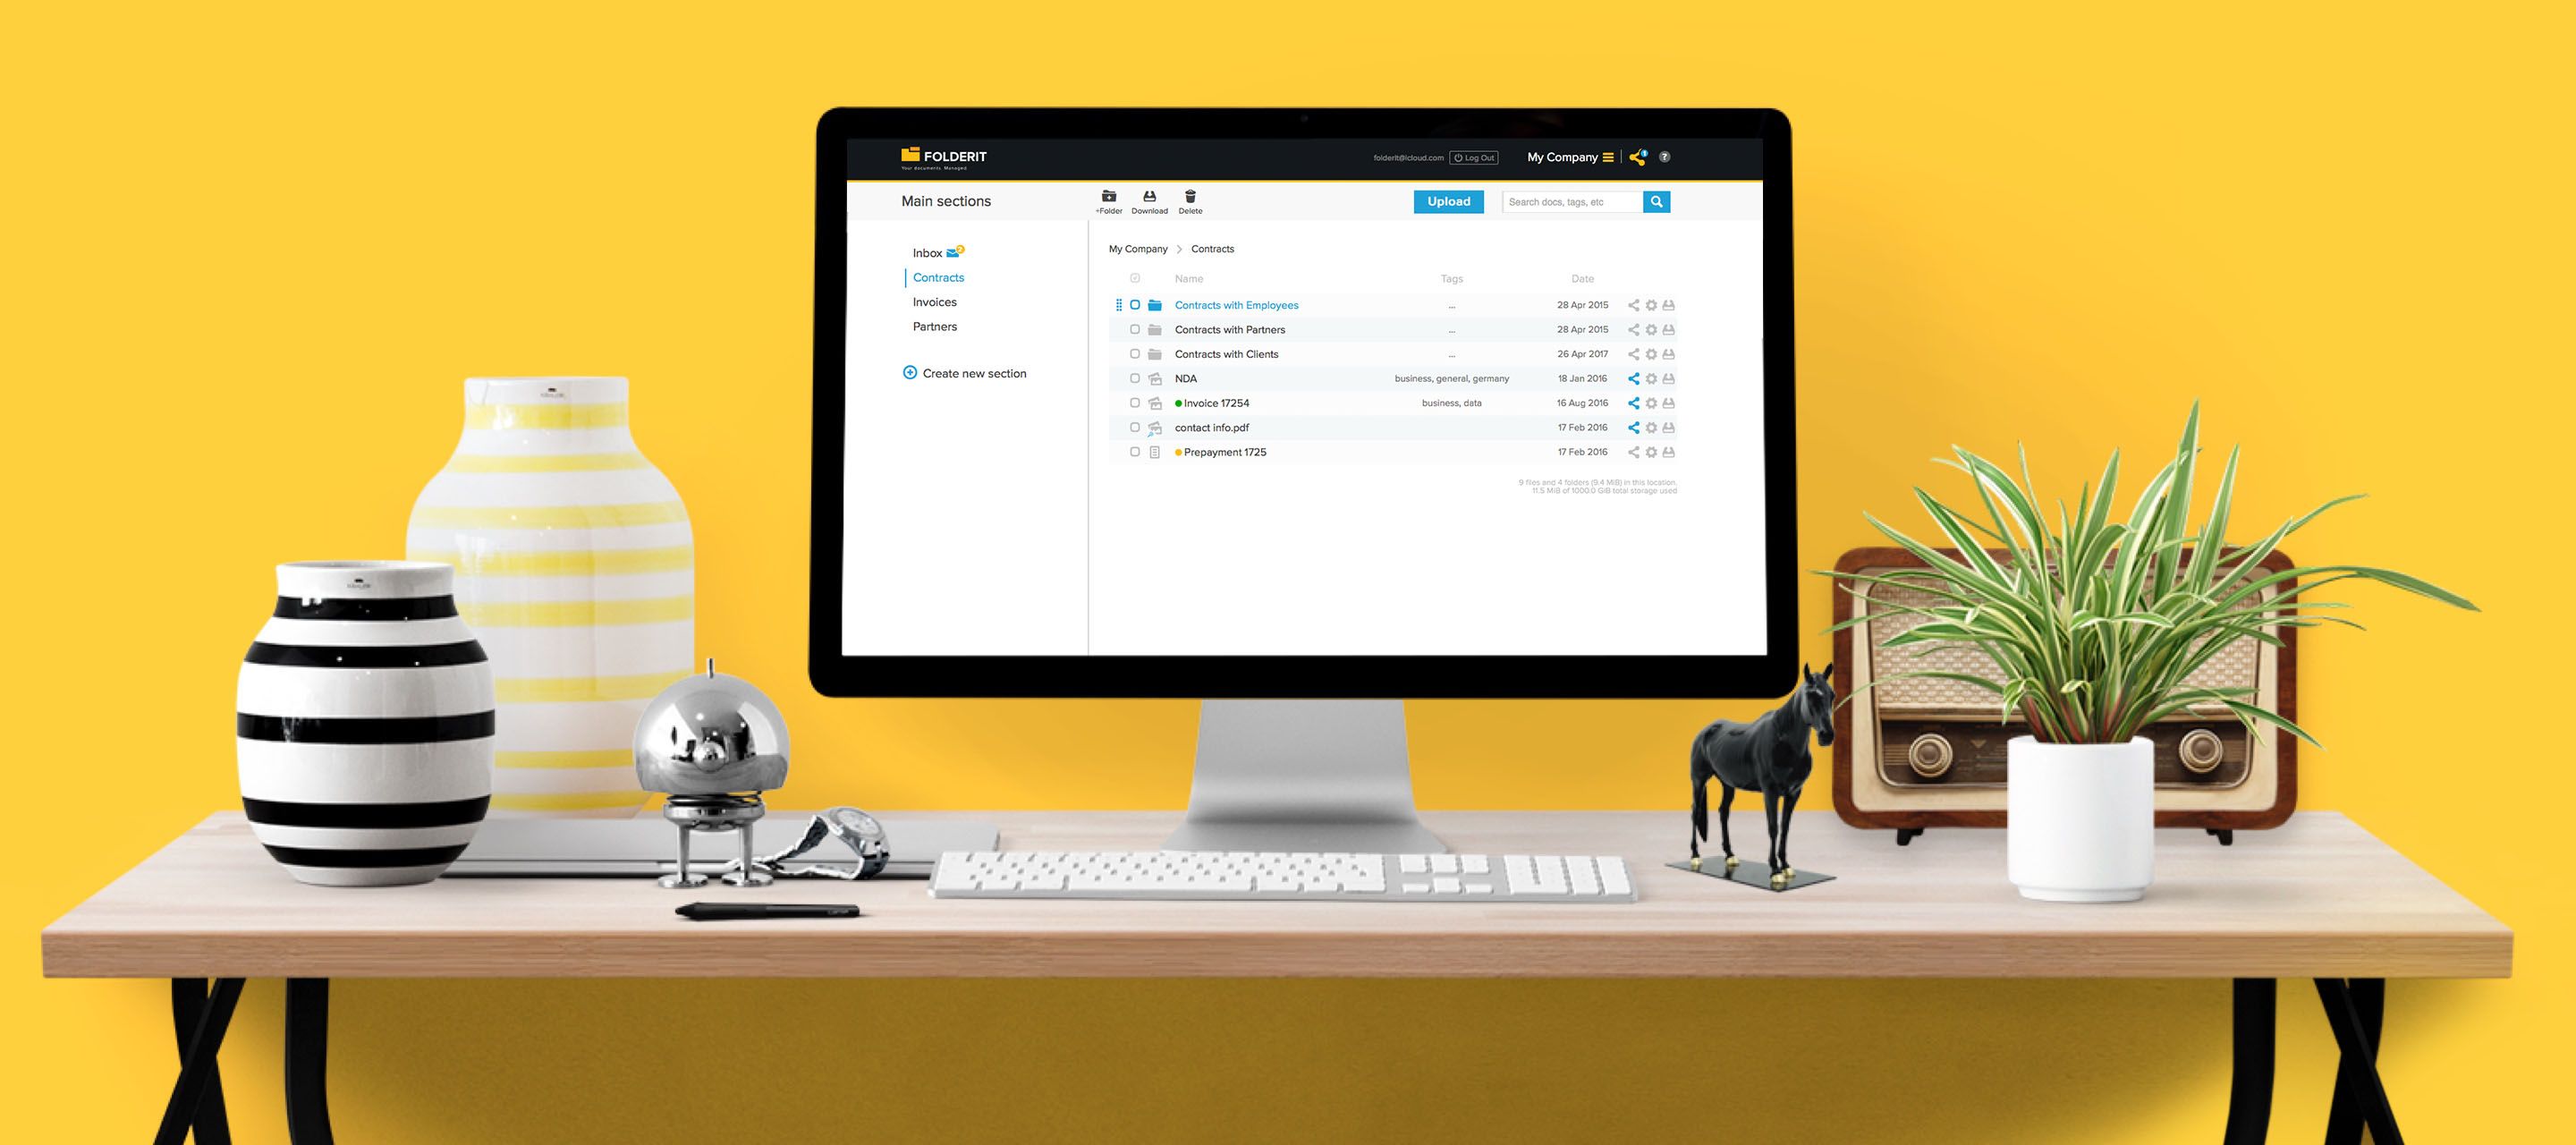 FOLDERIT
Your documents Managed
folderit@icloud.com Log Out My Company 1 ?
Main sections
+Folder Download Delete Upload Search docs, tags, etc
Inbox 2
Contracts
Invoices
Partners
Create new section
My Company > Contracts
Name Tags Date
Contracts with Employees ... 28 Apr 2015
Contracts with Partners ... 28 Apr 2015
Contracts with Clients ... 26 Apr 2017
NDA business, general, germany 18 Jan 2016
Invoice 17254 business, data 16 Aug 2016
contact info.pdf 17 Feb 2016
Prepayment 1725 17 Feb 2016
9 files and 4 folders (9.4 MiB) in this location.
11.5 MiB of 1000.0 GiB total storage used